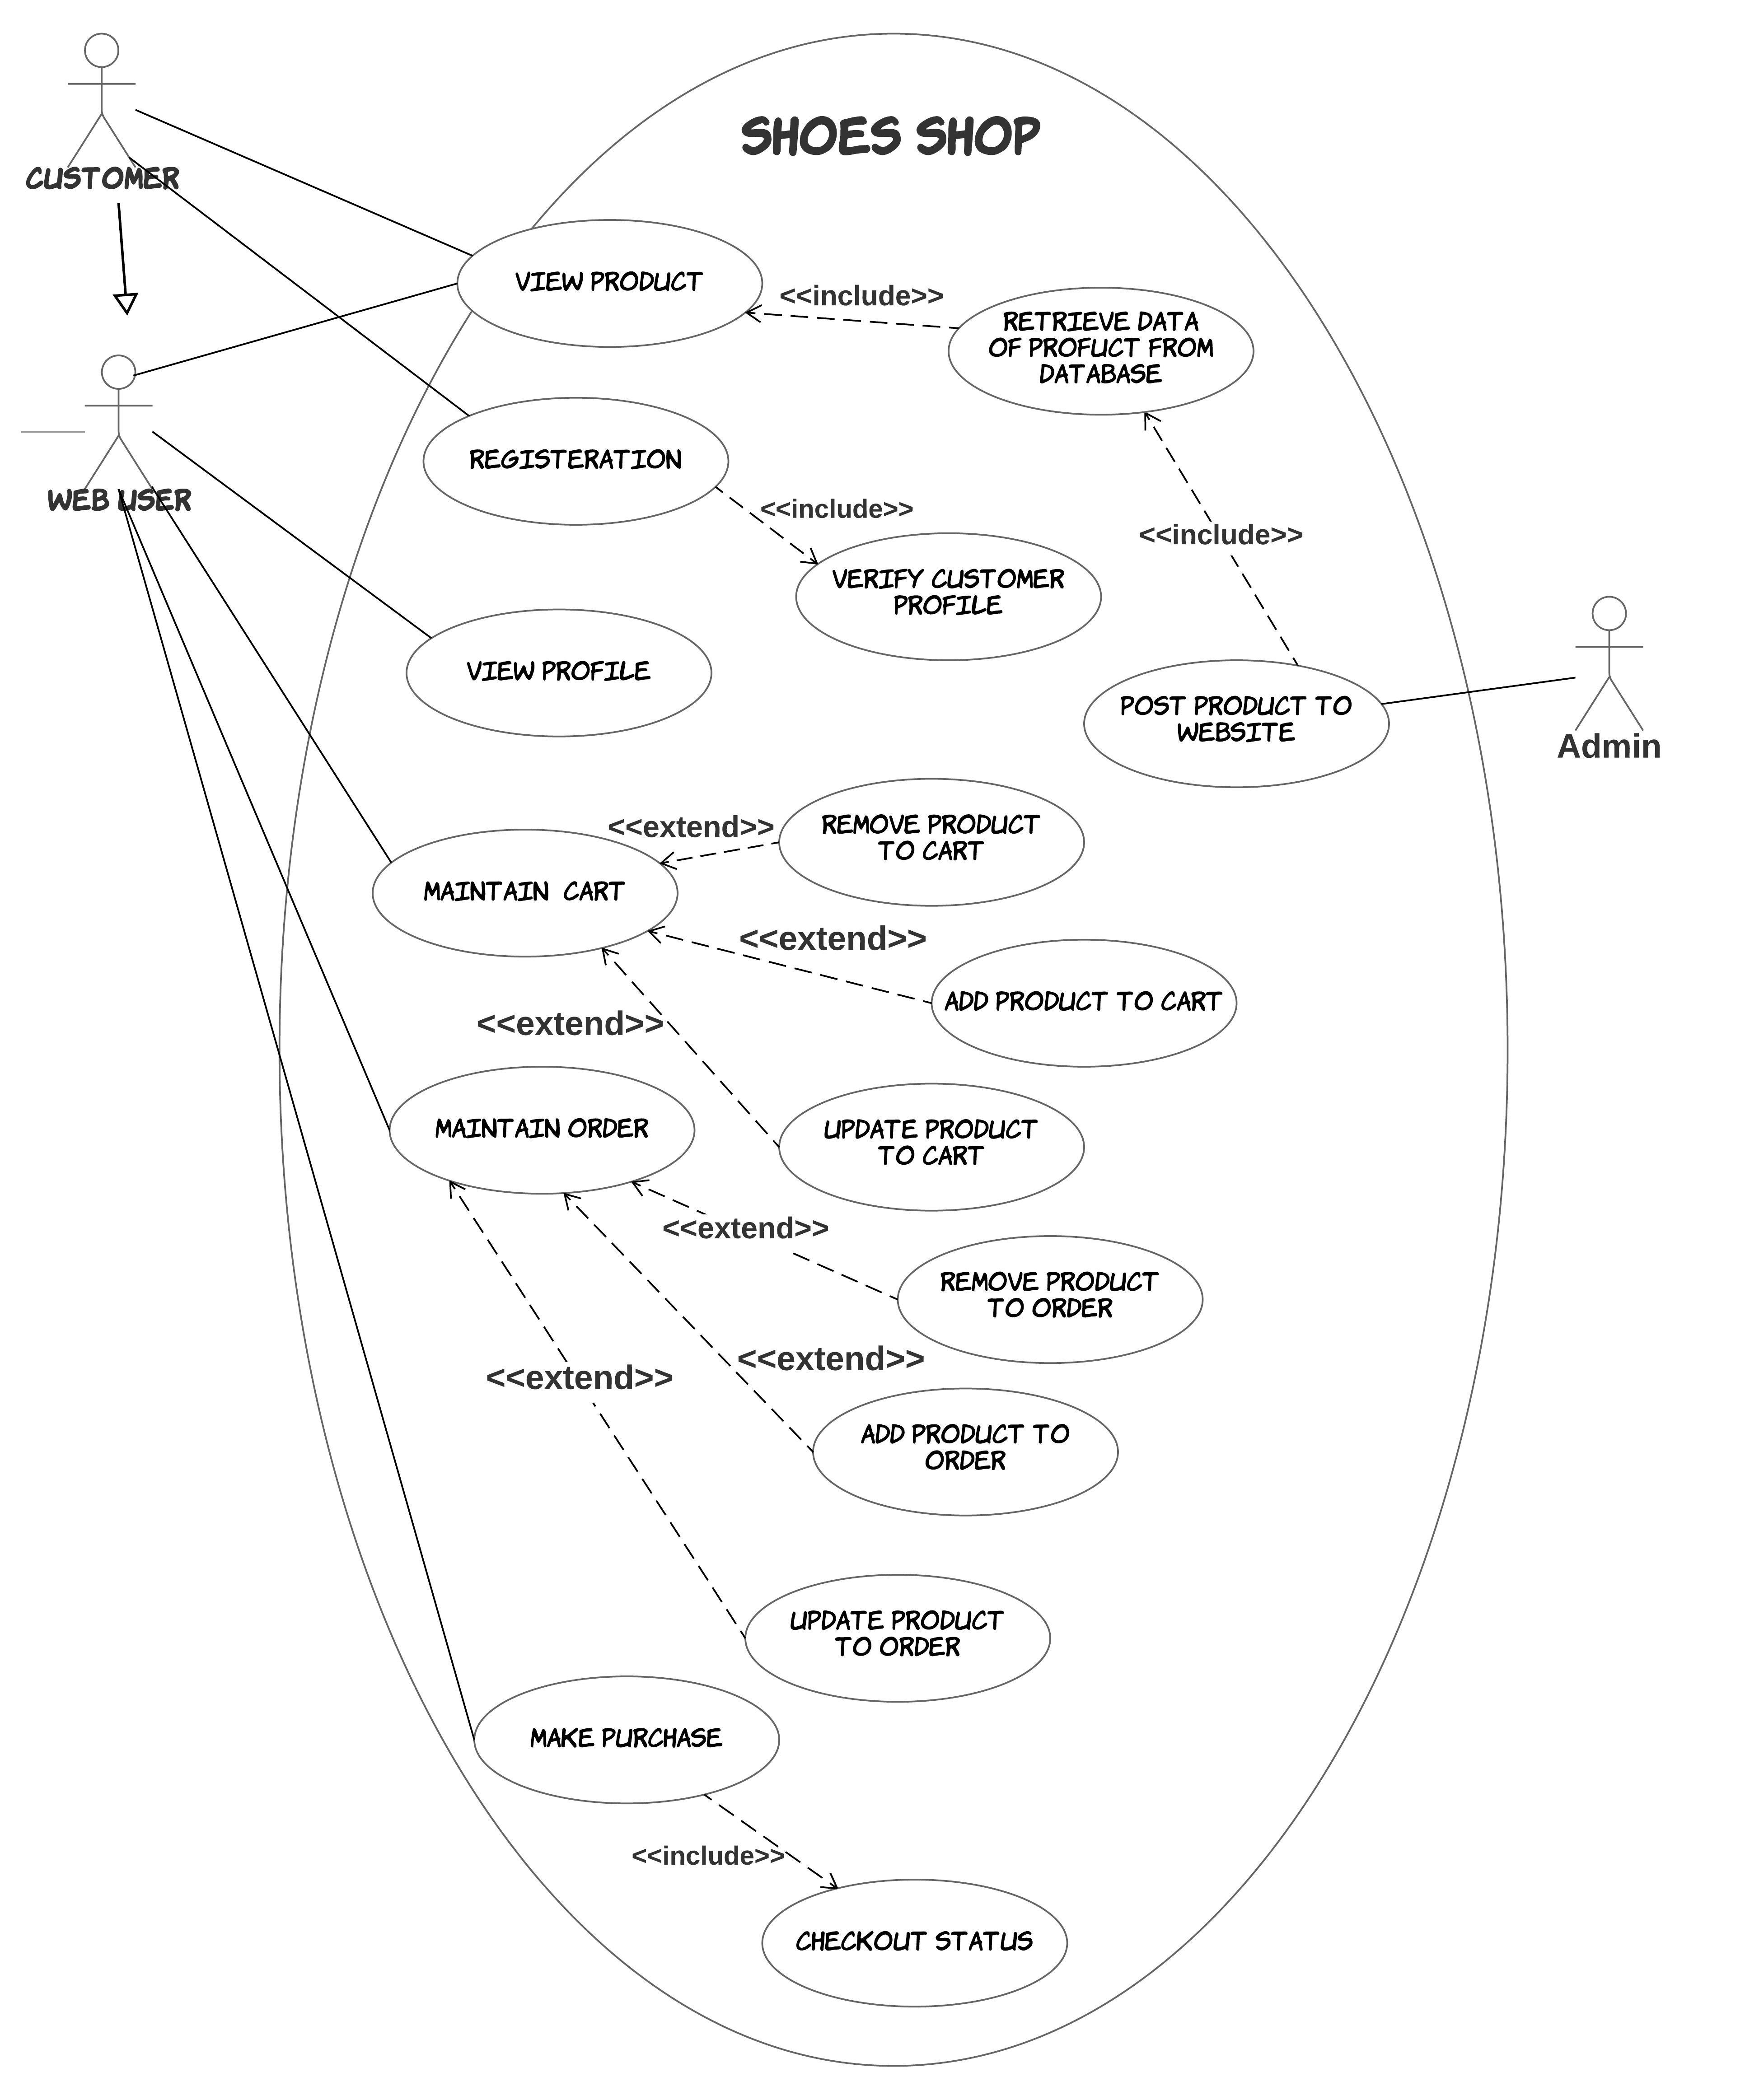 CUSTOMER
SHOES SHOP
VIEW PRODUCT
<<include>>
RETRIEVE DATA
OF PROFUCT FROM
DATABASE
WEB USER
REGISTERATION
<<include>>
<<include>>
VERIFY CUSTOMER
PROFILE
VIEW PROFILE
POST PRODUCT TO
WEBSITE
Admin
<<extend>>
REMOVE PRODUCT
TO CART
MAINTAIN CART
<<extend>>
ADD PRODUCT TO CART
<<extend>>
MAINTAIN ORDER
UPDATE PRODUCT
TO CART
<<extend>>
REMOVE PRODUCT
TO ORDER
<<extend>>
<<extend>>
ADD PRODUCT TO
ORDER
UPDATE PRODUCT
TO ORDER
MAKE PURCHASE
<<include>>
CHECKOUT STATUS